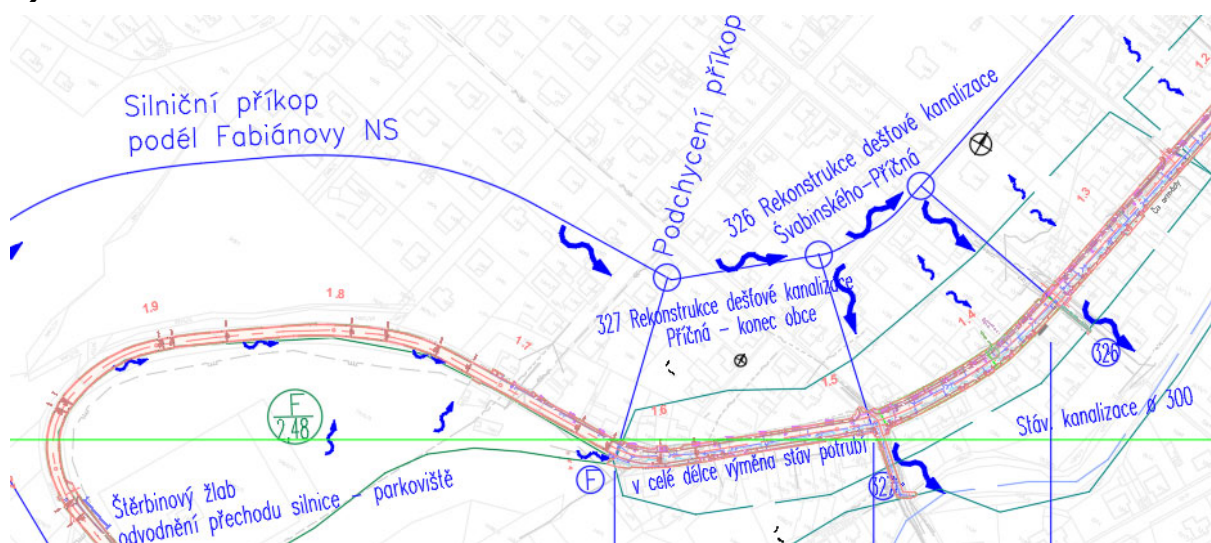 Silniční příkop
podél Fabiánovy NS
Podchycení příkop
326 Rekonstrukce dešťové kanalizace
Švabinského-Příčná
327 Rekonstrukce dešťové kanalizace
Příčná - konec obce
1.2
1.3
1.4
1.5
1.6
1.7
1.8
1.9
Čs. armády
326
Stáv. kanalizace ø 300
F
2,48
F
v celé délce výměna stáv potrubí
Štěrbinový žlab
odvodnění přechodu silnice - parkoviště